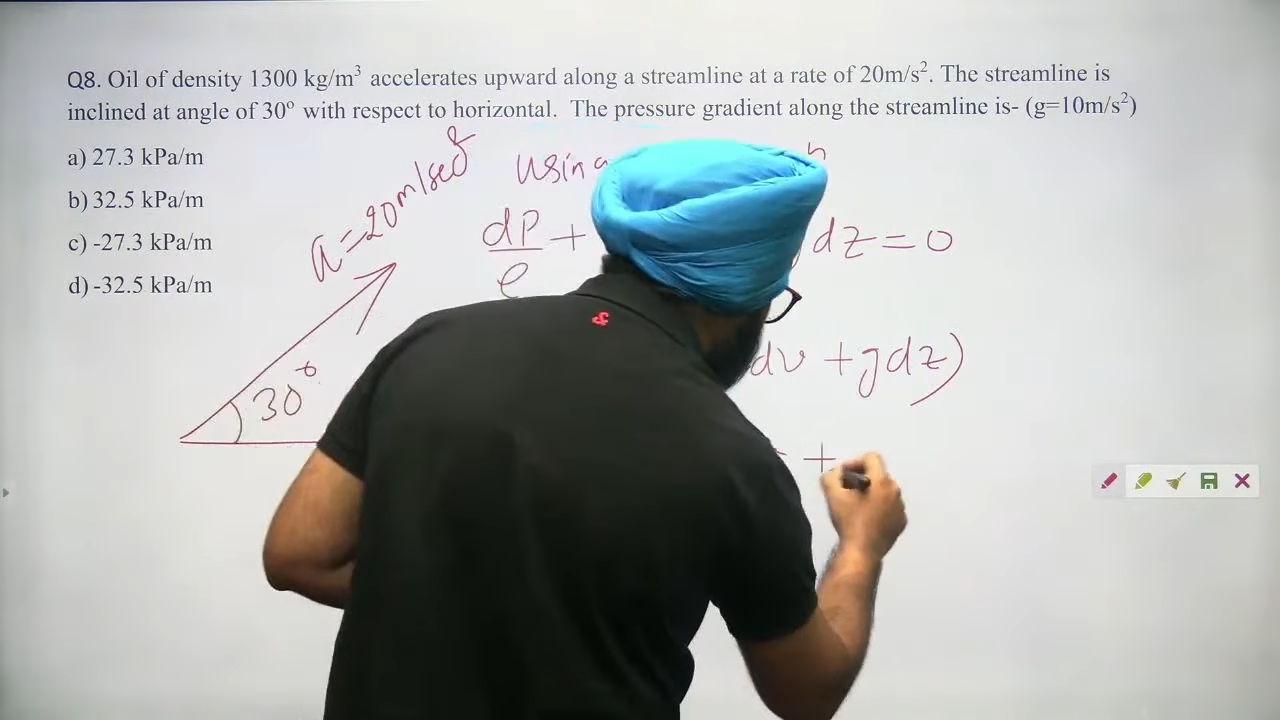 Q8. Oil of density 1300 kg/m³ accelerates upward along a streamline at a rate of 20m/s². The streamline is
inclined at angle of 30º with respect to horizontal. The pressure gradient along the streamline is- (g=10m/s²)
a) 27.3 kPa/m
b) 32.5 kPa/m
c) -27.3 kPa/m
d) -32.5 kPa/m
a=20m/sec²
30°
dP/ρ +
dz=0
dv + gdz)
+